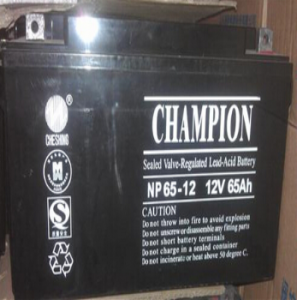 CHESHING
CHAMPION
Sealed Valve-Regulated Lead-Acid Battery
NP 65-12 12V 65Ah
CAUTION
Do not throw into fire to avoid explosion
Do not unscrew or disassemble any fitting parts
Do not short battery terminals
Do not charge in a sealed container
Do not incinerate or heat above 50 degree C.